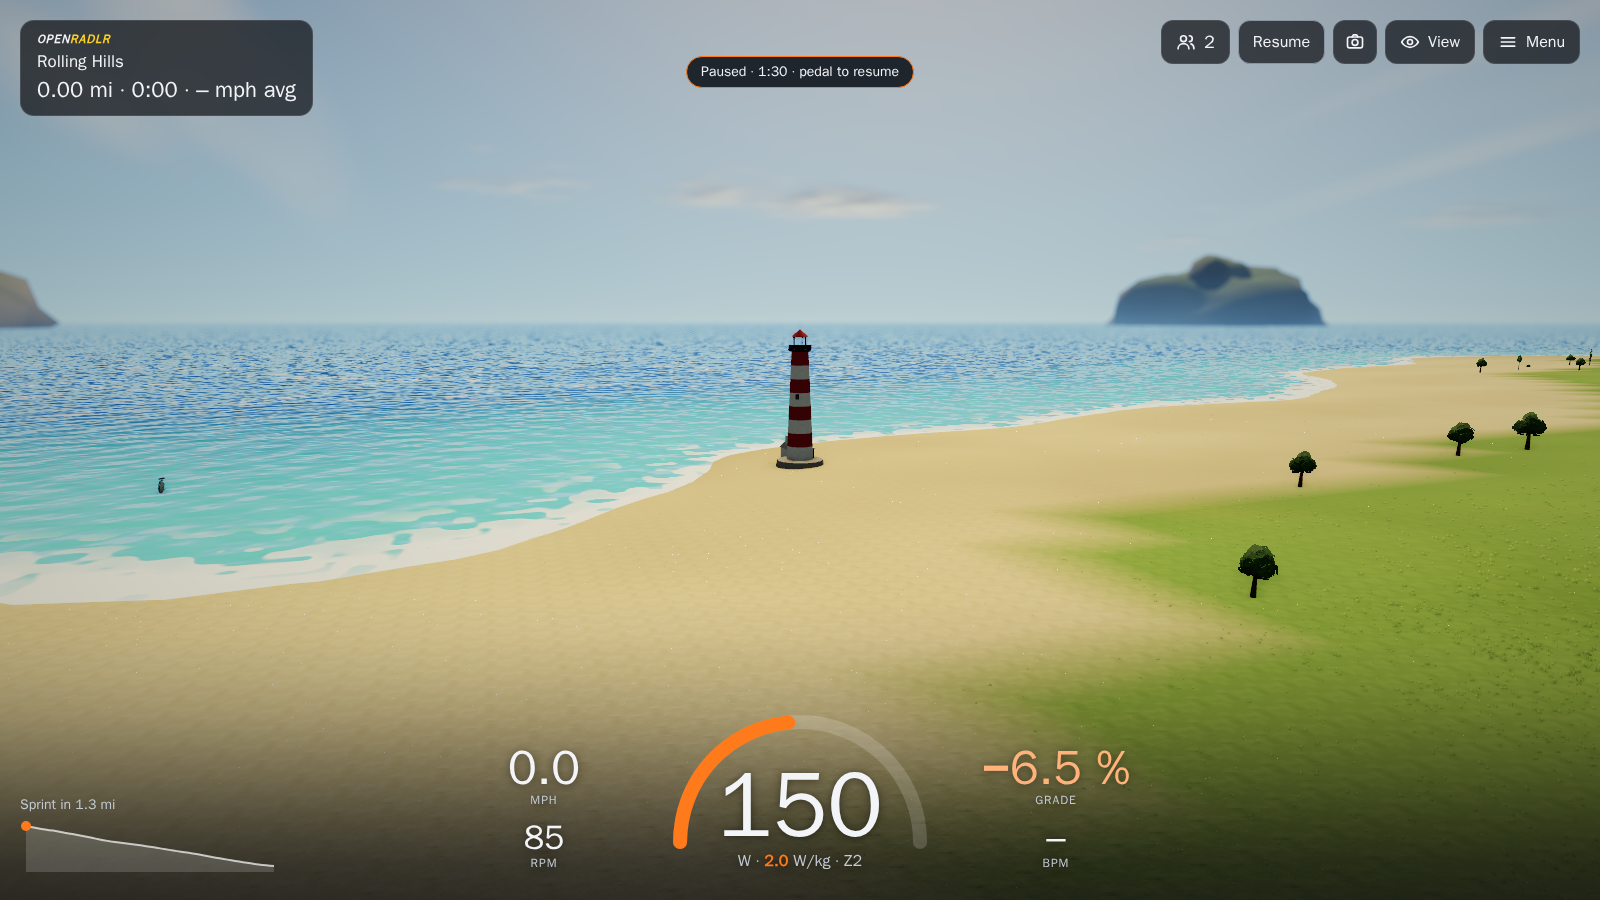 OPENRADLR
Rolling Hills
0.00 mi · 0:00 · – mph avg
Paused · 1:30 · pedal to resume
2
Resume
View
Menu
Sprint in 1.3 mi
0.0
MPH
85
RPM
150
W · 2.0 W/kg · Z2
−6.5 %
GRADE
–
BPM